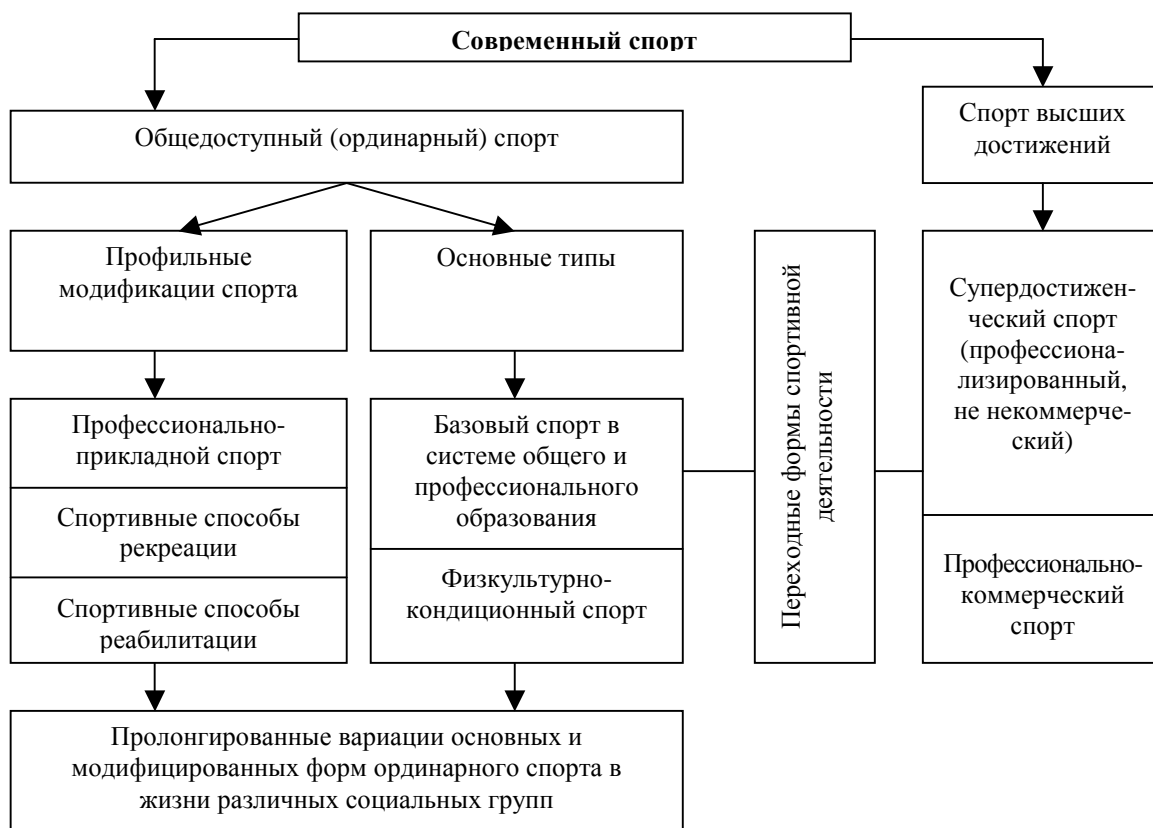 Современный спорт
Общедоступный (ординарный) спорт
Спорт высших
достижений
Профильные
модификации спорта
Основные типы
Переходные формы спортивной
деятельности
Супердостижен-
ческий спорт
(профессиона-
лизированный,
не некоммерче-
ский)
Профессионально-
прикладной спорт
Спортивные способы
рекреации
Спортивные способы
реабилитации
Базовый спорт в
системе общего и
профессионального
образования
Физкультурно-
кондиционный спорт
Профессионально-
коммерческий
спорт
Пролонгированные вариации основных и
модифицированных форм ординарного спорта в
жизни различных социальных групп